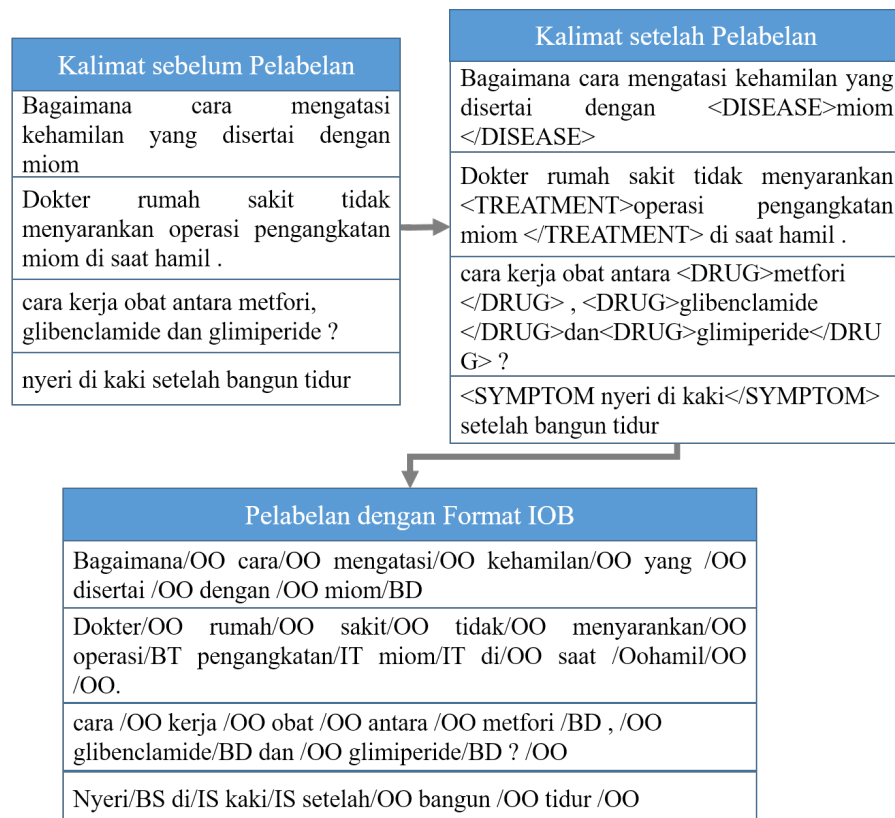 Kalimat sebelum Pelabelan
Bagaimana cara mengatasi
kehamilan yang disertai dengan
miom
Dokter rumah sakit tidak
menyarankan operasi pengangkatan
miom di saat hamil .
cara kerja obat antara metfori,
glibenclamide dan glimiperide ?
nyeri di kaki setelah bangun tidur
Kalimat setelah Pelabelan
Bagaimana cara mengatasi kehamilan yang
disertai dengan <DISEASE>miom
</DISEASE>
Dokter rumah sakit tidak menyarankan
<TREATMENT>operasi pengangkatan
miom </TREATMENT> di saat hamil .
cara kerja obat antara <DRUG>metfori
</DRUG> , <DRUG>glibenclamide
</DRUG>dan<DRUG>glimiperide</DRU
G> ?
<SYMPTOM nyeri di kaki</SYMPTOM>
setelah bangun tidur
Pelabelan dengan Format IOB
Bagaimana/OO cara/OO mengatasi/OO kehamilan/OO yang /OO
disertai /OO dengan /OO miom/BD
Dokter/OO rumah/OO sakit/OO tidak/OO menyarankan/OO
operasi/BT pengangkatan/IT miom/IT di/OO saat /Oohamil/OO
/OO.
cara /OO kerja /OO obat /OO antara /OO metfori /BD , /OO
glibenclamide/BD dan /OO glimiperide/BD ? /OO
Nyeri/BS di/IS kaki/IS setelah/OO bangun /OO tidur /OO